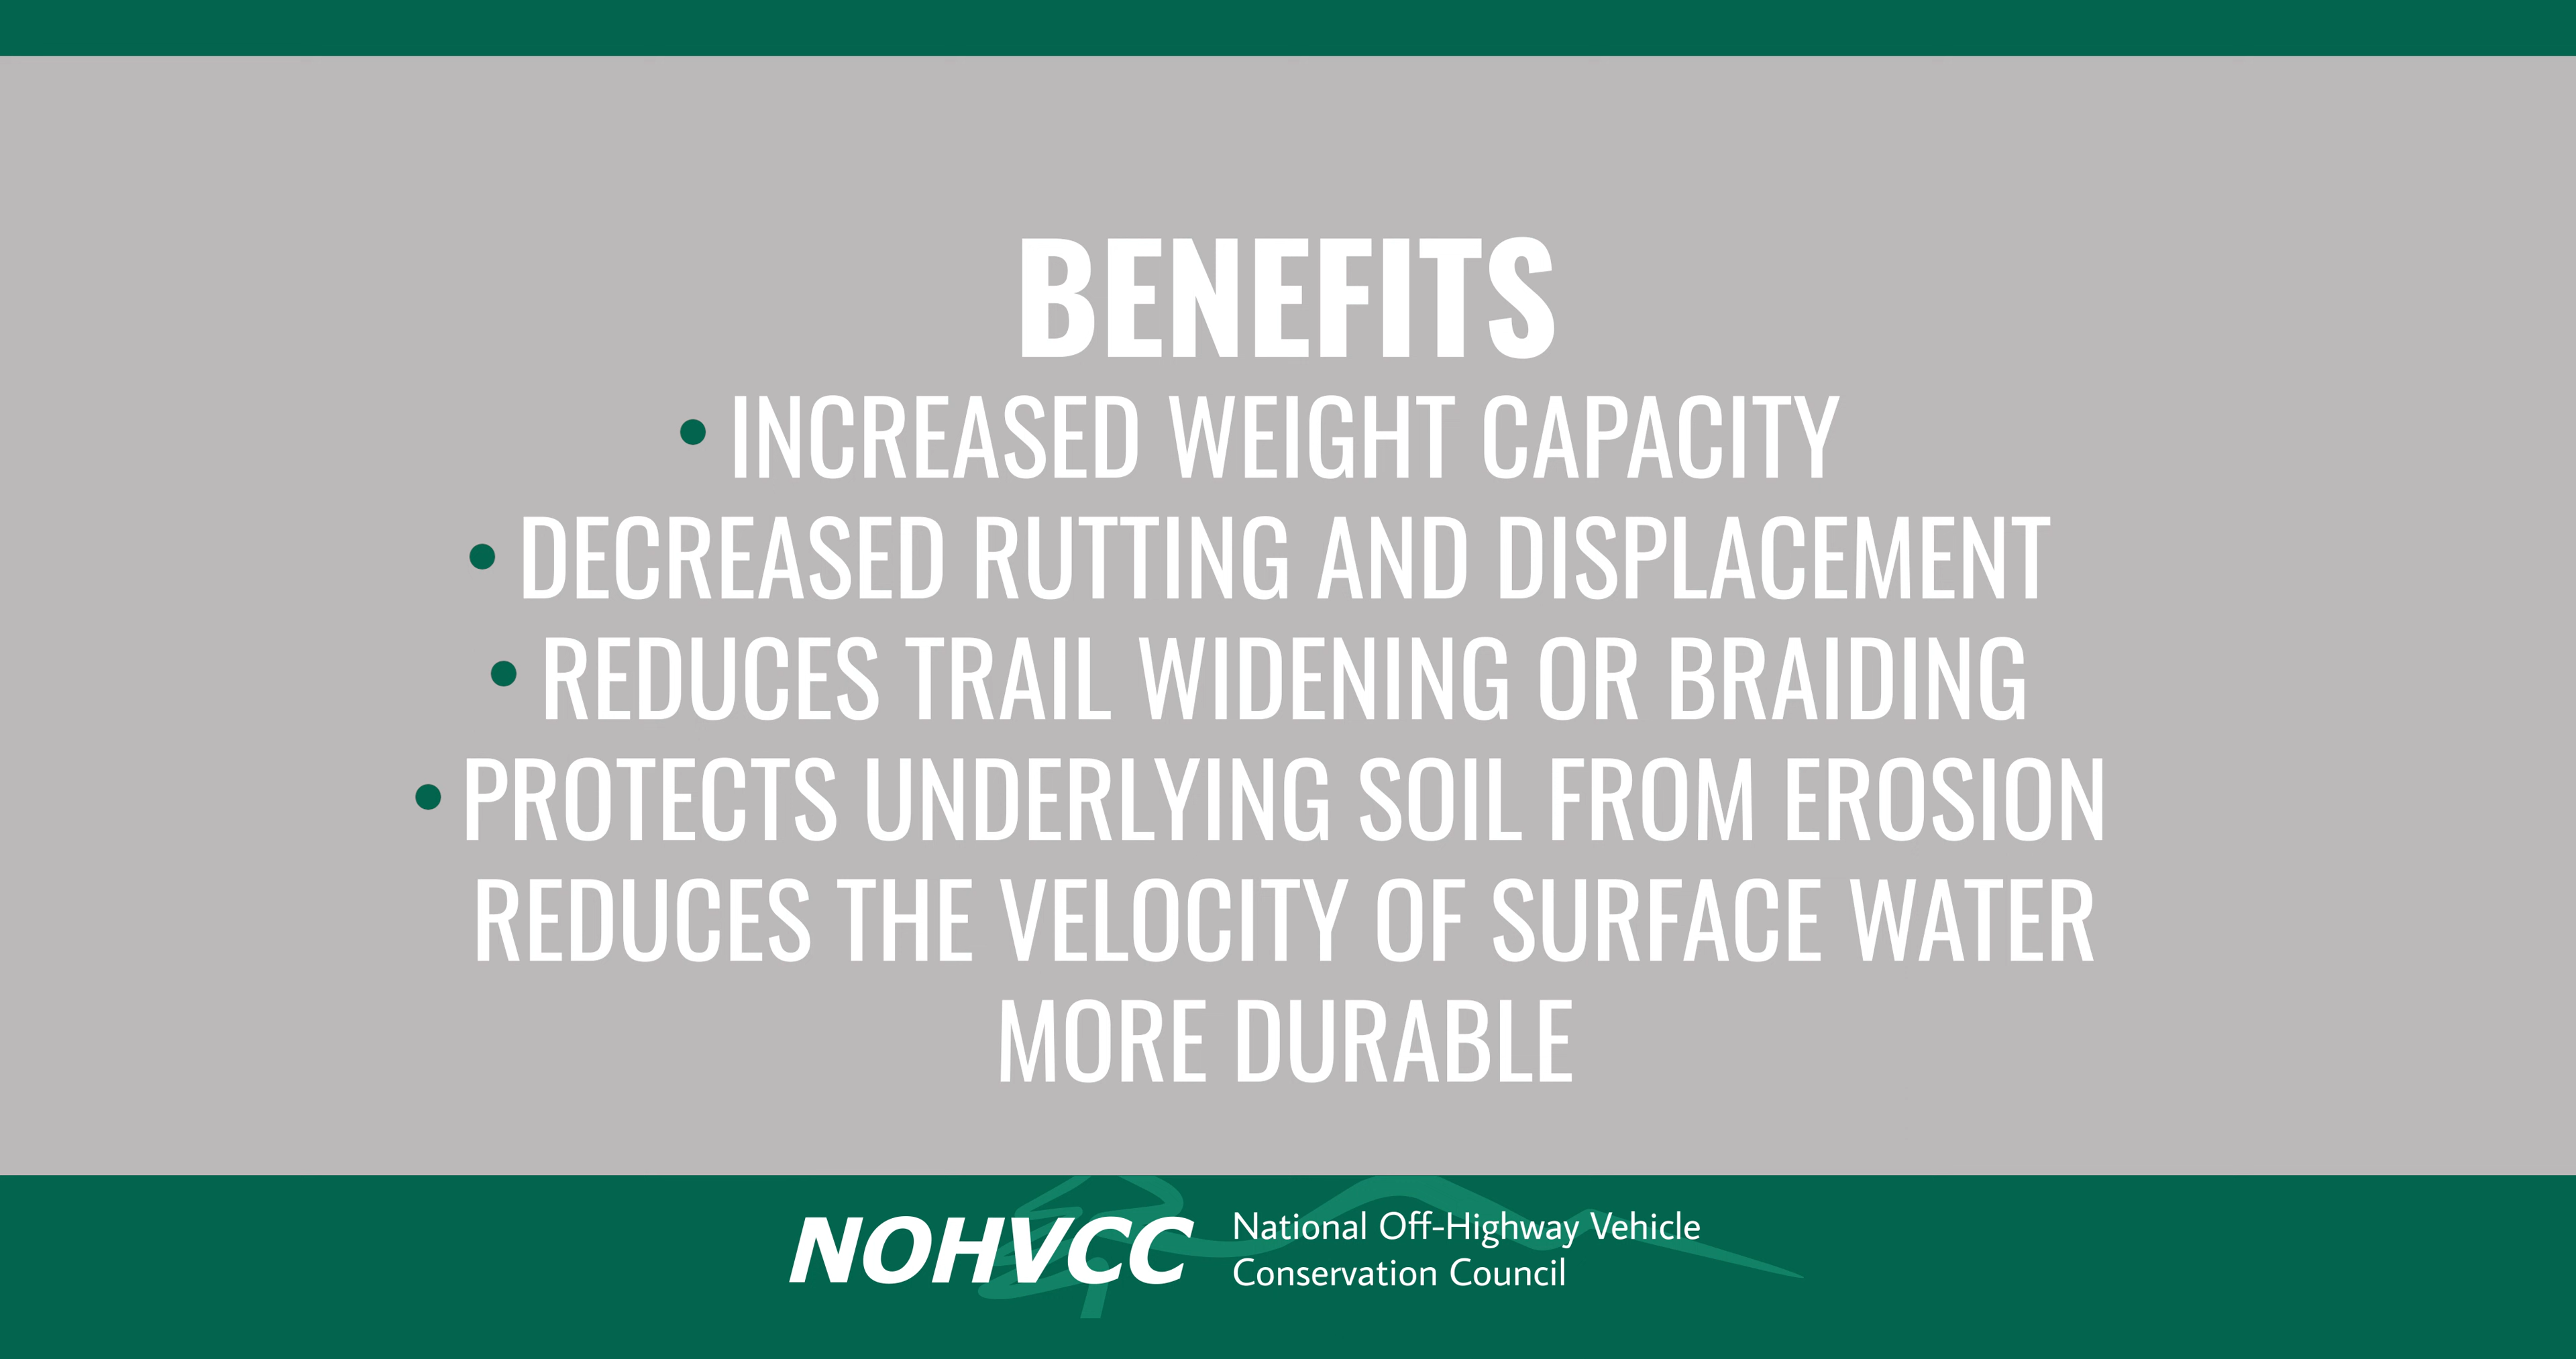 BENEFITS
• INCREASED WEIGHT CAPACITY
• DECREASED RUTTING AND DISPLACEMENT
• REDUCES TRAIL WIDENING OR BRAIDING
• PROTECTS UNDERLYING SOIL FROM EROSION
REDUCES THE VELOCITY OF SURFACE WATER
MORE DURABLE
NOHVCC
National Off-Highway Vehicle
Conservation Council